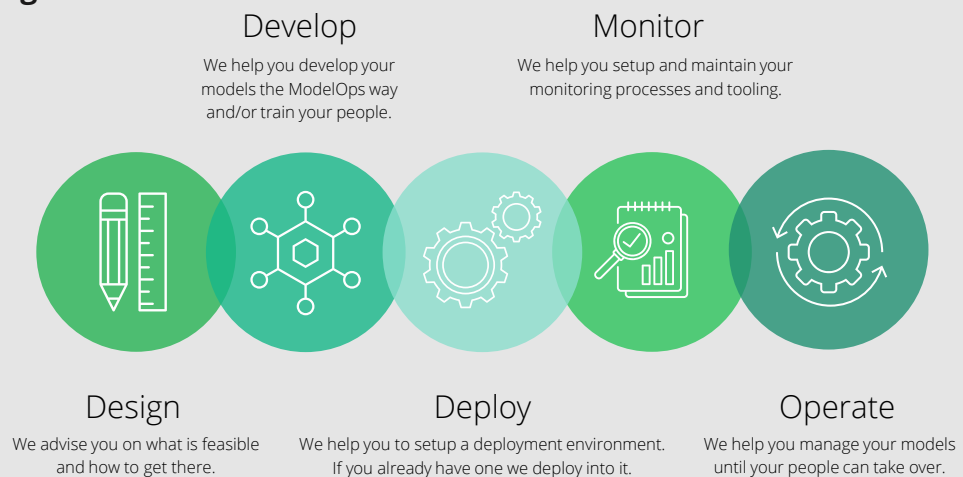 Develop
We help you develop your
models the ModelOps way
and/or train your people.
Monitor
We help you setup and maintain your
monitoring processes and tooling.
Design
We advise you on what is feasible
and how to get there.
Deploy
We help you to setup a deployment environment.
If you already have one we deploy into it.
Operate
We help you manage your models
until your people can take over.